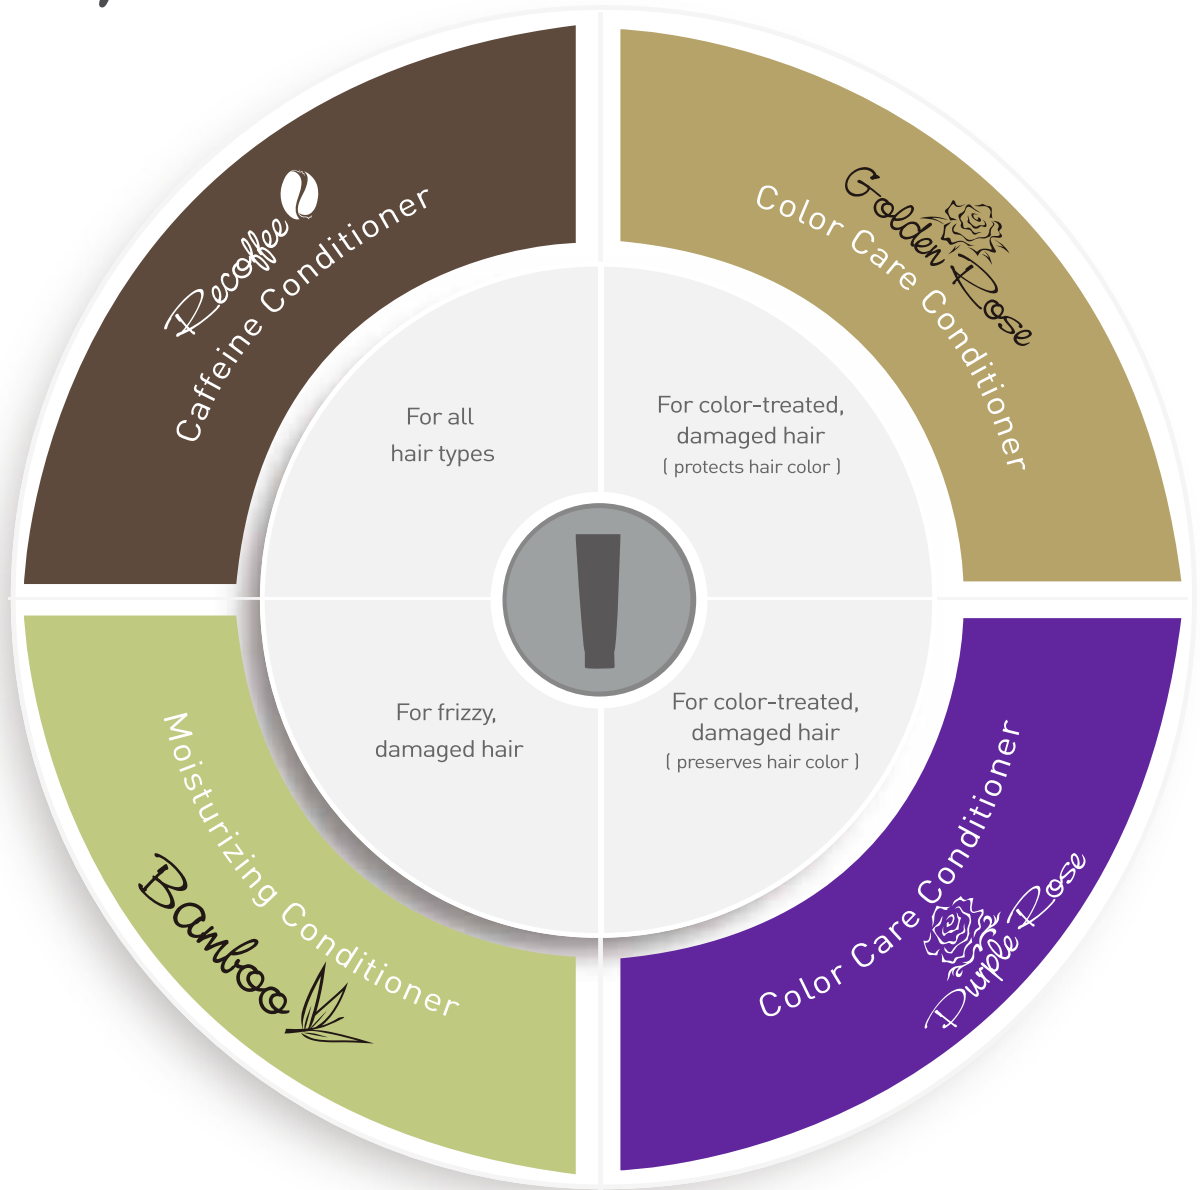 Recoffee
Caffeine Conditioner
Golden Rose
Color Care Conditioner
For all
hair types
For color-treated,
damaged hair
( protects hair color )
For frizzy,
damaged hair
For color-treated,
damaged hair
( preserves hair color )
Moisturizing Conditioner
Bamboo
Color Care Conditioner
Purple Rose